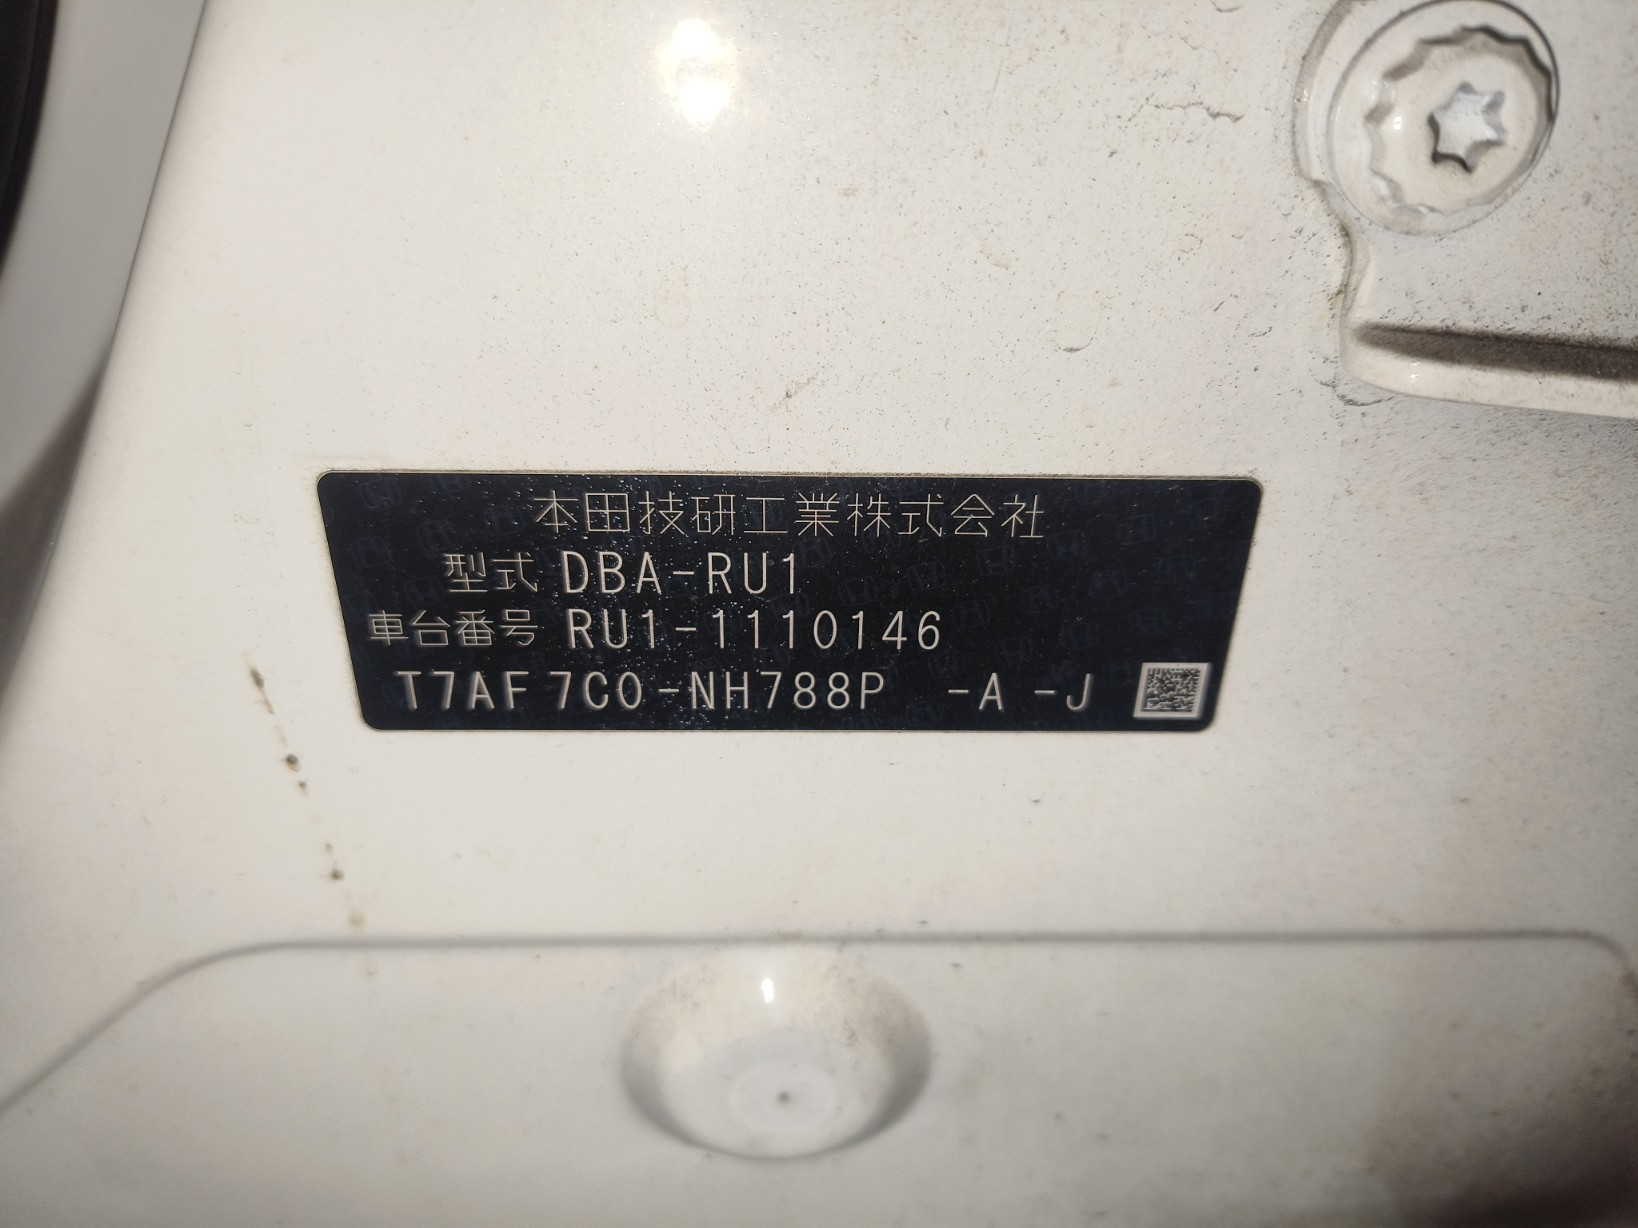 本田技研工業株式会社
型式 DBA-RU1
車台番号 RU1-1110146
T7AF7C0-NH788P -A -J